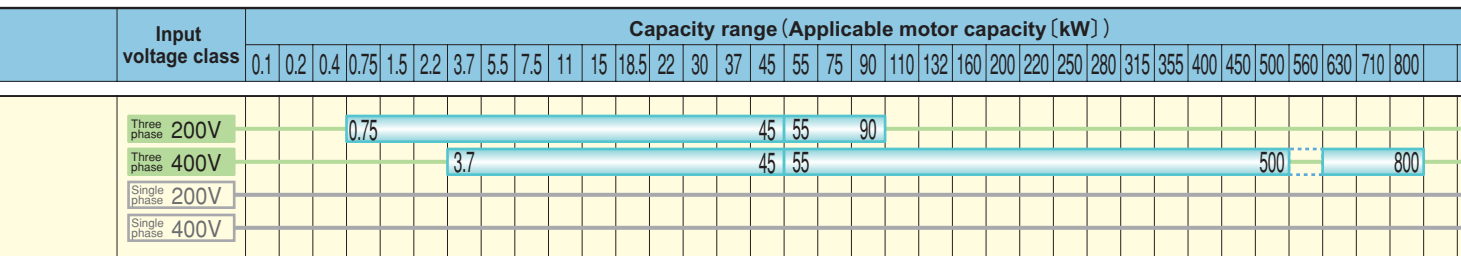 Input
voltage class
Capacity range (Applicable motor capacity〔kW〕)
0.1 0.2 0.4 0.75 1.5 2.2 3.7 5.5 7.5 11 15 18.5 22 30 37 45 55 75 90 110 132 160 200 220 250 280 315 355 400 450 500 560 630 710 800
Three phase 200V 0.75 45 55 90
Three phase 400V 3.7 45 55 500 800
Single phase 200V
Single phase 400V